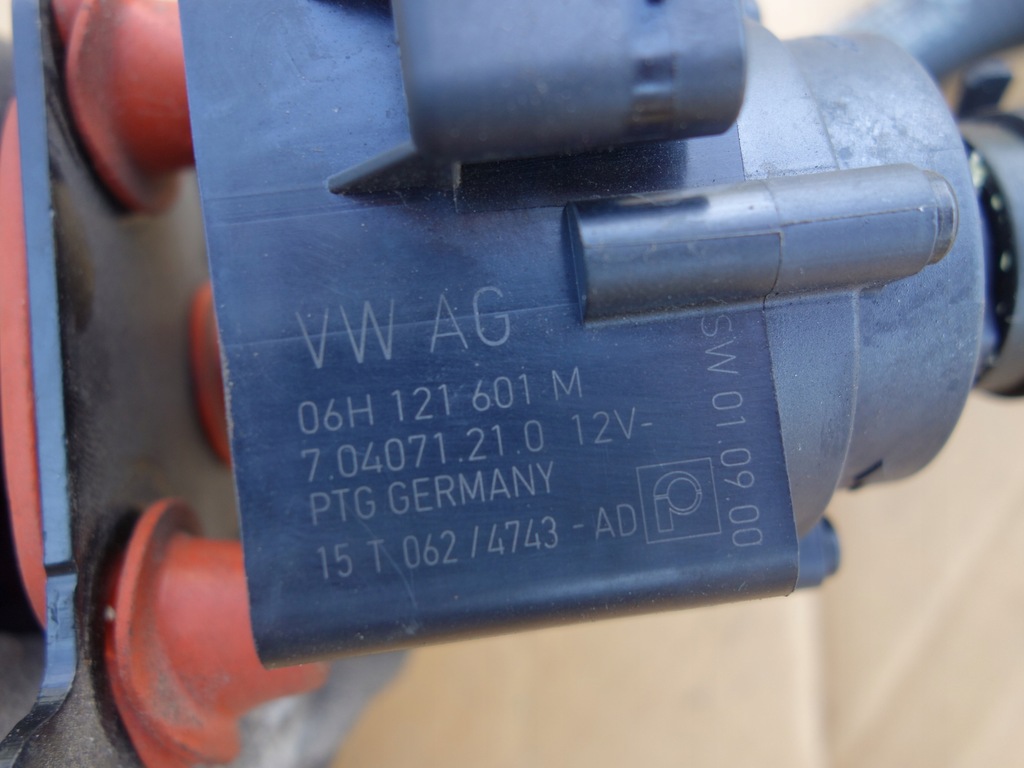 VW AG
06H 121 601 M
7.04071.21.0 12V-
PTG GERMANY
15 T 062 / 4743 - AD
SW 01.09.00